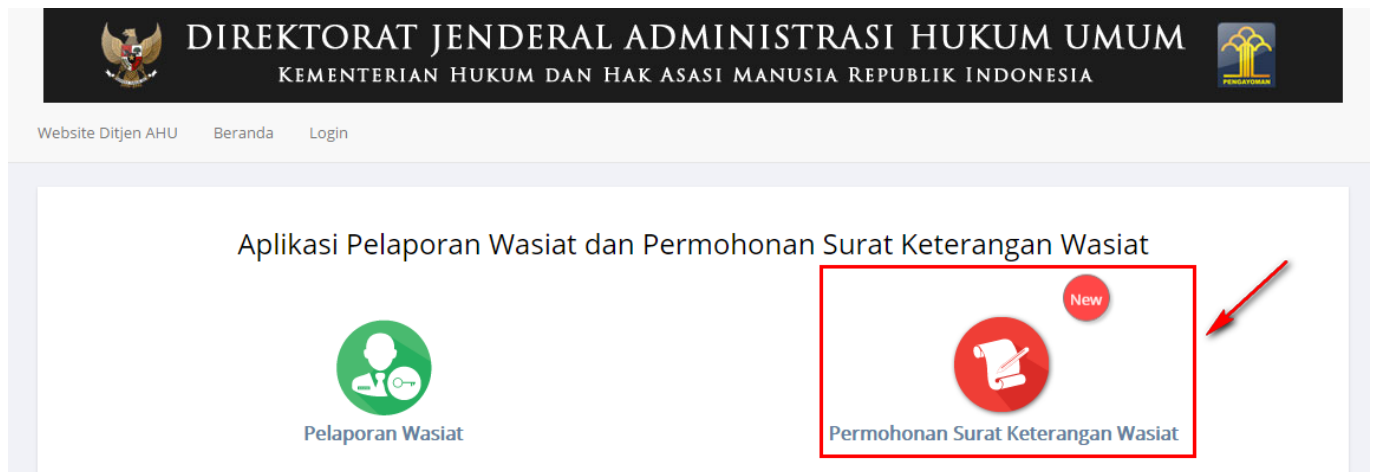 DIREKTORAT JENDERAL ADMINISTRASI HUKUM UMUM
KEMENTERIAN HUKUM DAN HAK ASASI MANUSIA REPUBLIK INDONESIA
PENGAYOMAN
Website Ditjen AHU Beranda Login
Aplikasi Pelaporan Wasiat dan Permohonan Surat Keterangan Wasiat
New
Pelaporan Wasiat Permohonan Surat Keterangan Wasiat